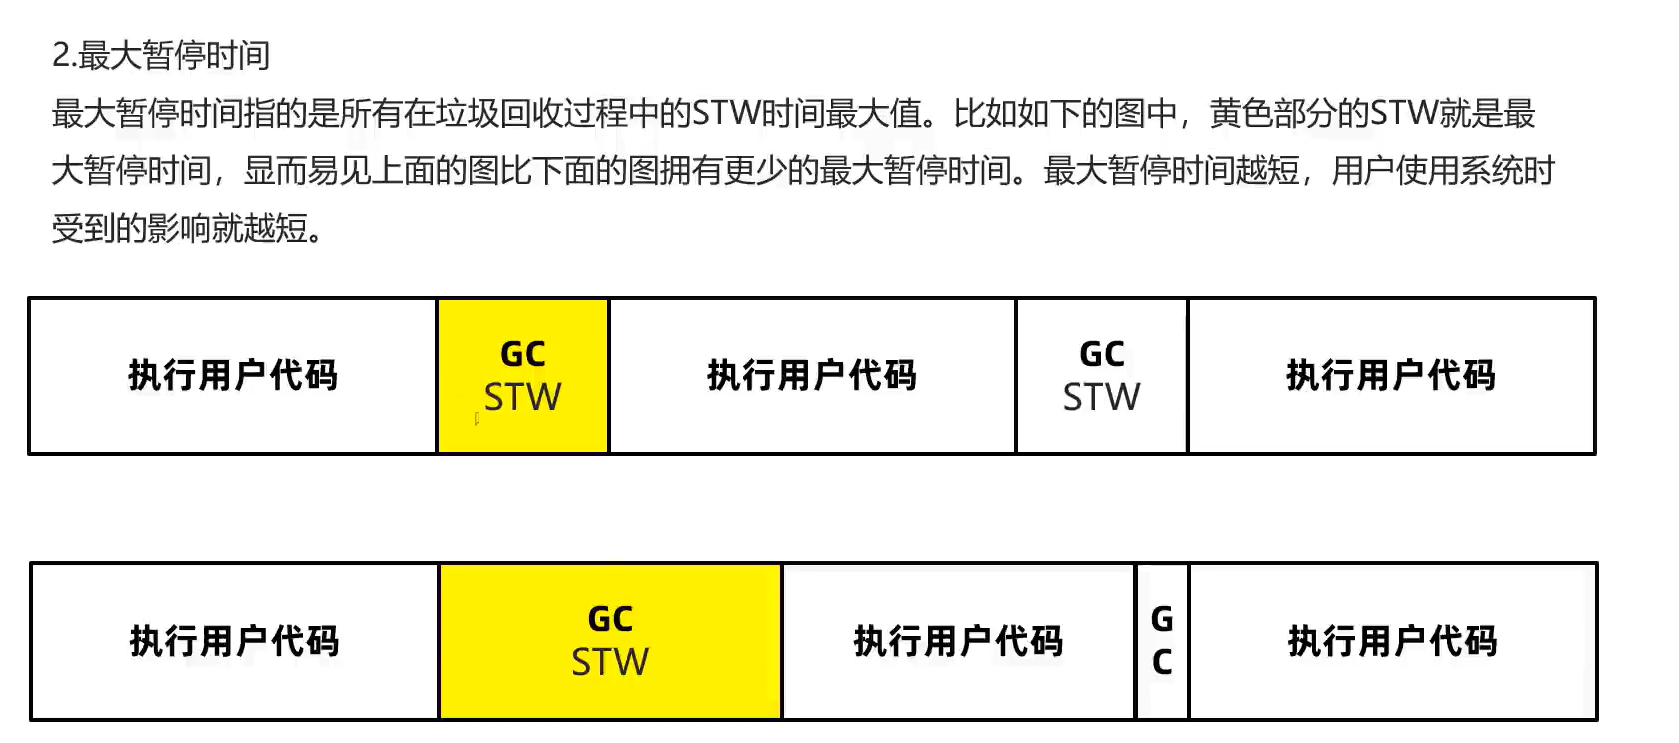 2.最大暂停时间
最大暂停时间指的是所有在垃圾回收过程中的STW时间最大值。比如如下的图中，黄色部分的STW就是最
大暂停时间，显而易见上面的图比下面的图拥有更少的最大暂停时间。最大暂停时间越短，用户使用系统时
受到的影响就越短。
执行用户代码
GC
STW
执行用户代码
GC
STW
执行用户代码
执行用户代码
GC
STW
执行用户代码
G
C
执行用户代码